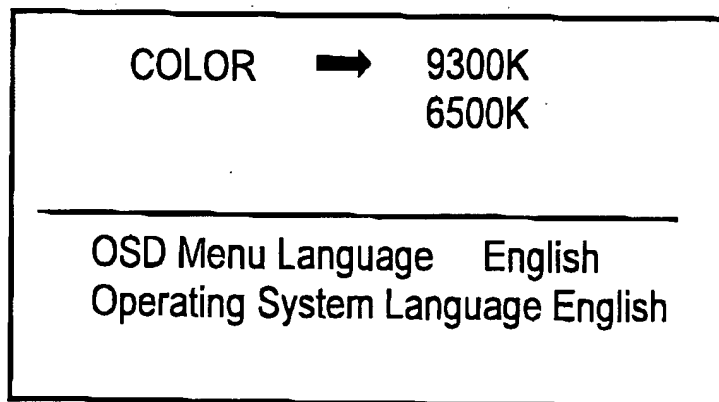 COLOR ➡ 9300K
6500K
OSD Menu Language English
Operating System Language English